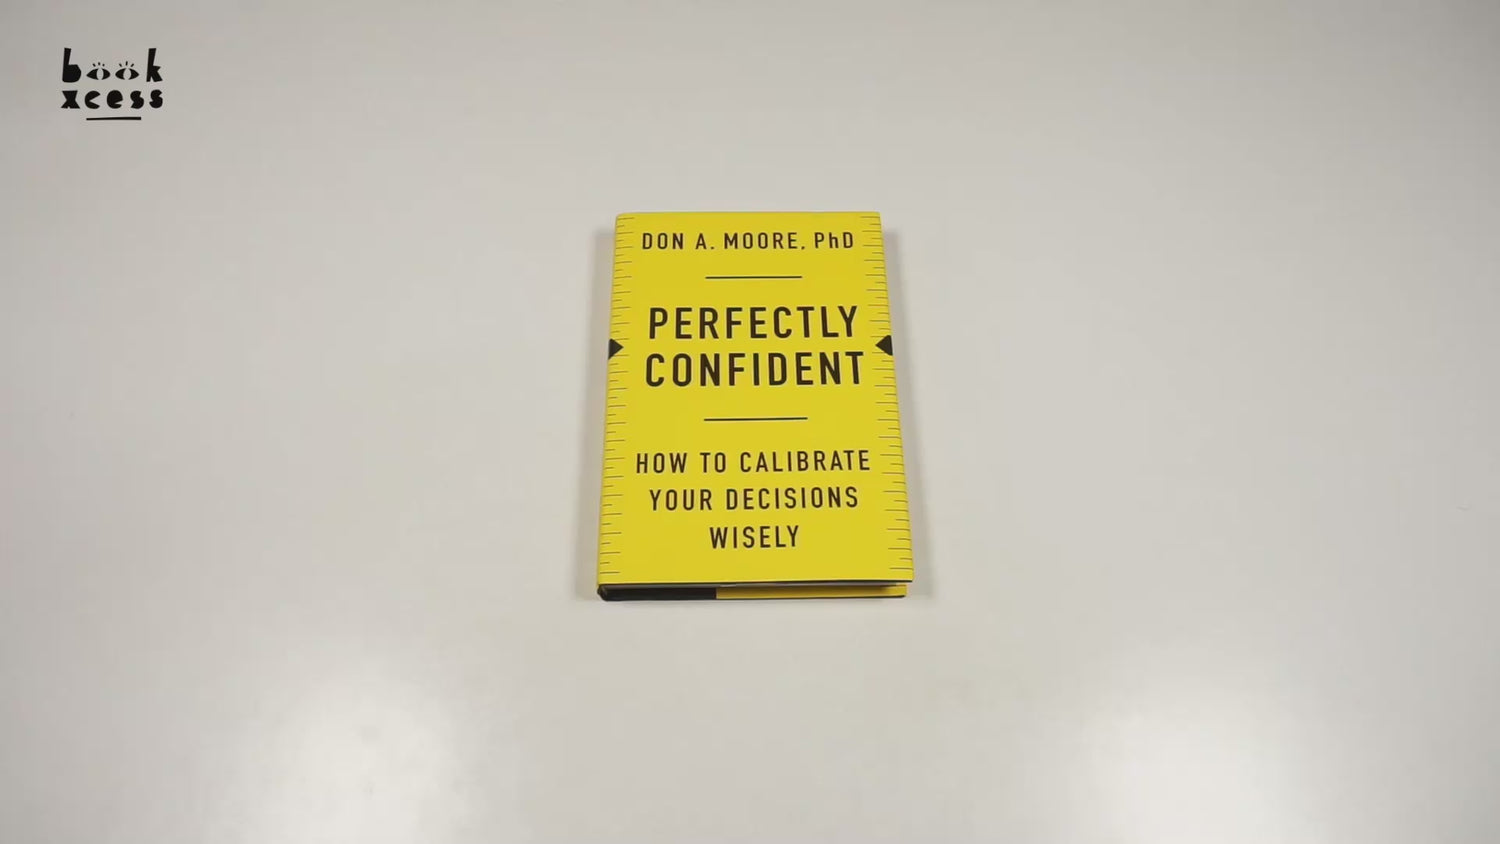 book
xcess
DON A. MOORE, PhD
PERFECTLY
CONFIDENT
HOW TO CALIBRATE
YOUR DECISIONS
WISELY